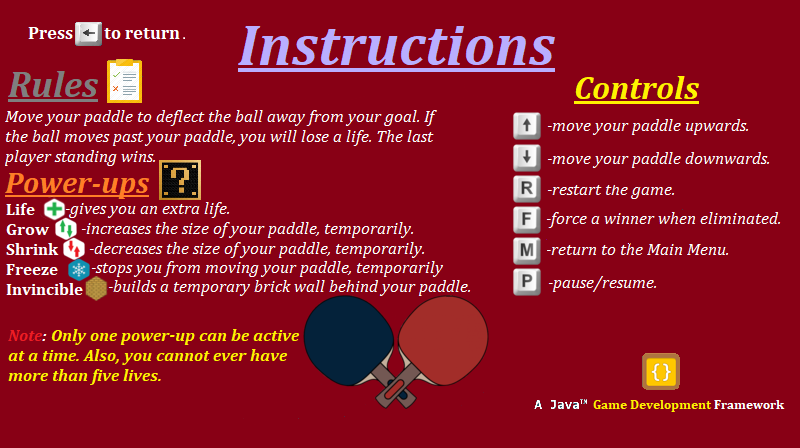 Press ← to return.
Instructions
Rules
Move your paddle to deflect the ball away from your goal. If
the ball moves past your paddle, you will lose a life. The last
player standing wins.
Power-ups ?
Life -gives you an extra life.
Grow -increases the size of your paddle, temporarily.
Shrink -decreases the size of your paddle, temporarily.
Freeze -stops you from moving your paddle, temporarily
Invincible -builds a temporary brick wall behind your paddle.
Note: Only one power-up can be active
at a time. Also, you cannot ever have
more than five lives.
Controls
↑ -move your paddle upwards.
↓ -move your paddle downwards.
R -restart the game.
F -force a winner when eliminated.
M -return to the Main Menu.
P -pause/resume.
{}
A Java™ Game Development Framework